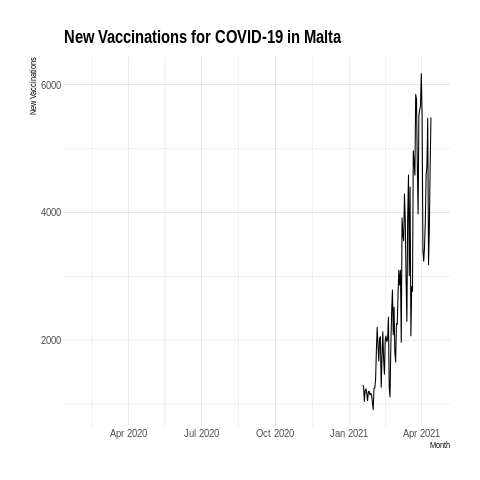 New Vaccinations for COVID-19 in Malta
New Vaccinations
6000
4000
2000
Apr 2020 Jul 2020 Oct 2020 Jan 2021 Apr 2021
Month